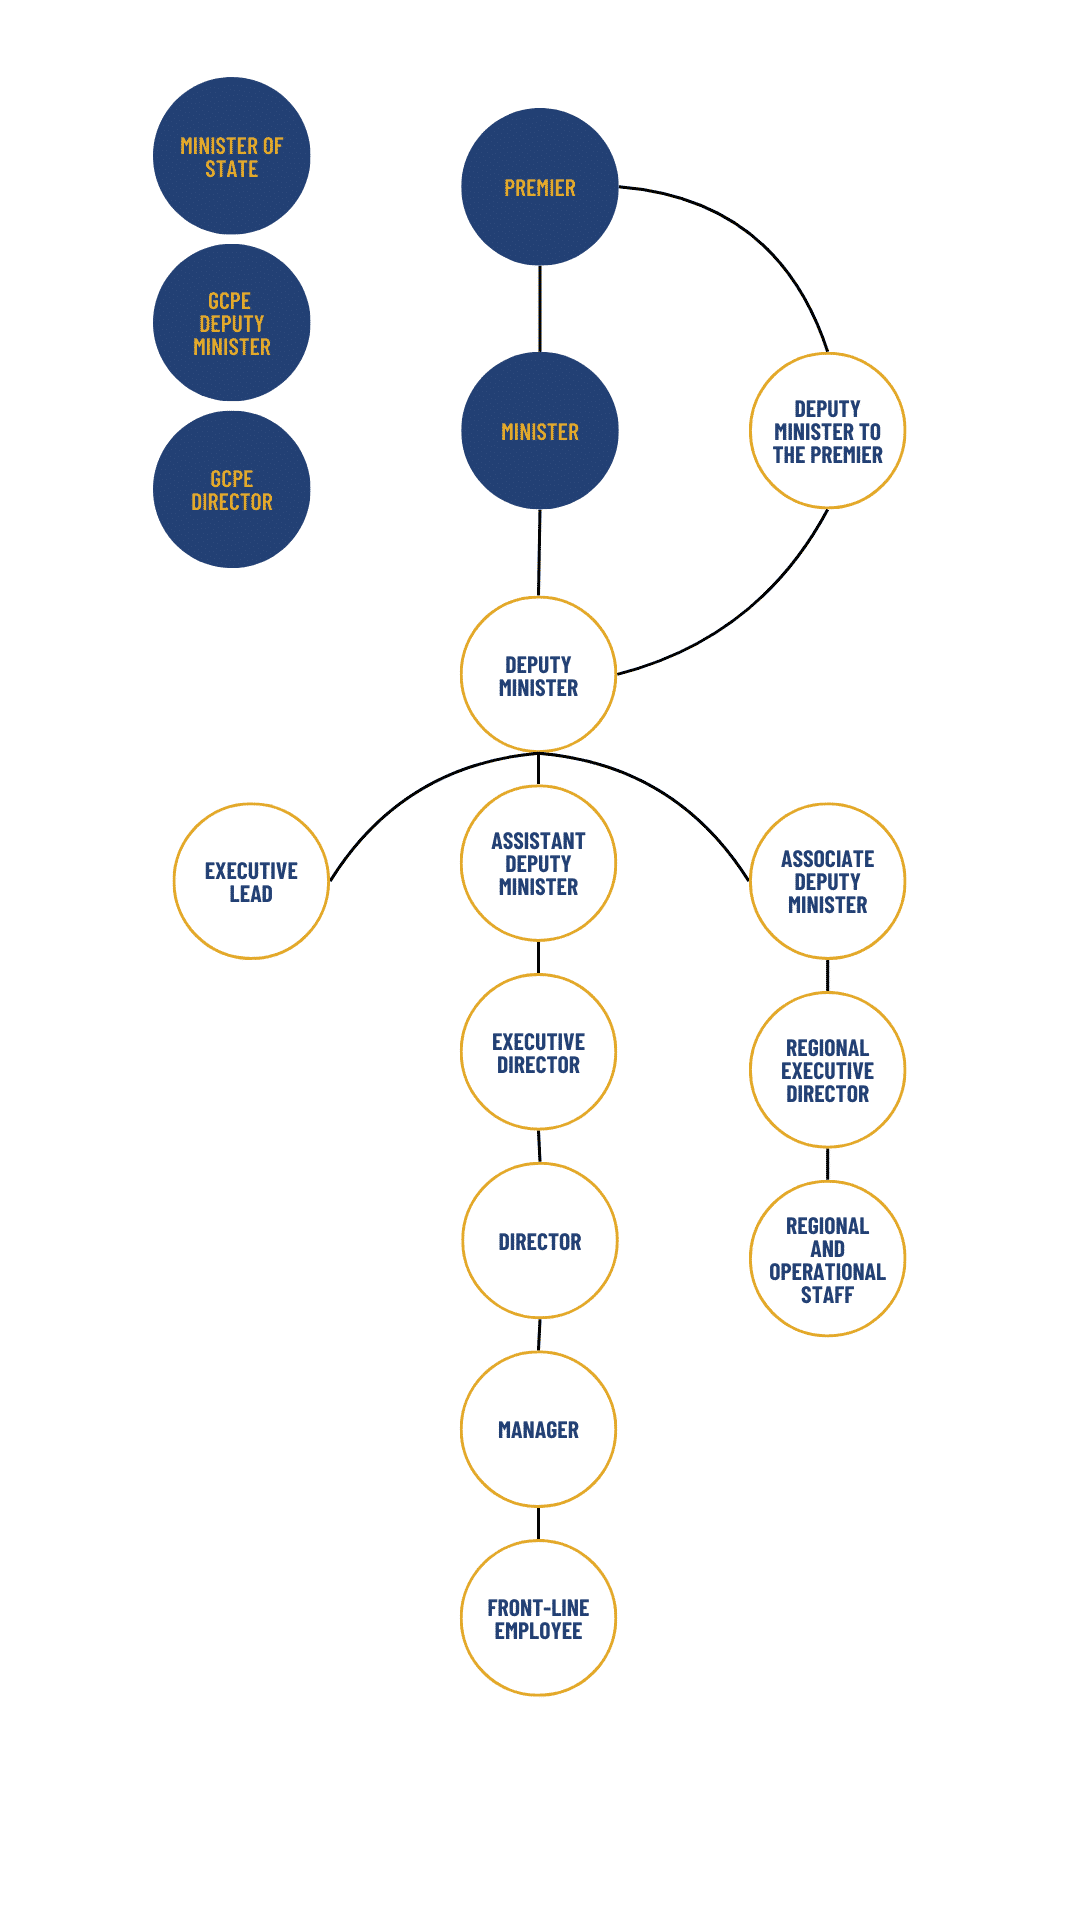 MINISTER OF
STATE
PREMIER
GCPE
DEPUTY
MINISTER
MINISTER
DEPUTY
MINISTER TO
THE PREMIER
GCPE
DIRECTOR
DEPUTY
MINISTER
EXECUTIVE
LEAD
ASSISTANT
DEPUTY
MINISTER
ASSOCIATE
DEPUTY
MINISTER
EXECUTIVE
DIRECTOR
REGIONAL
EXECUTIVE
DIRECTOR
DIRECTOR
REGIONAL
AND
OPERATIONAL
STAFF
MANAGER
FRONT-LINE
EMPLOYEE